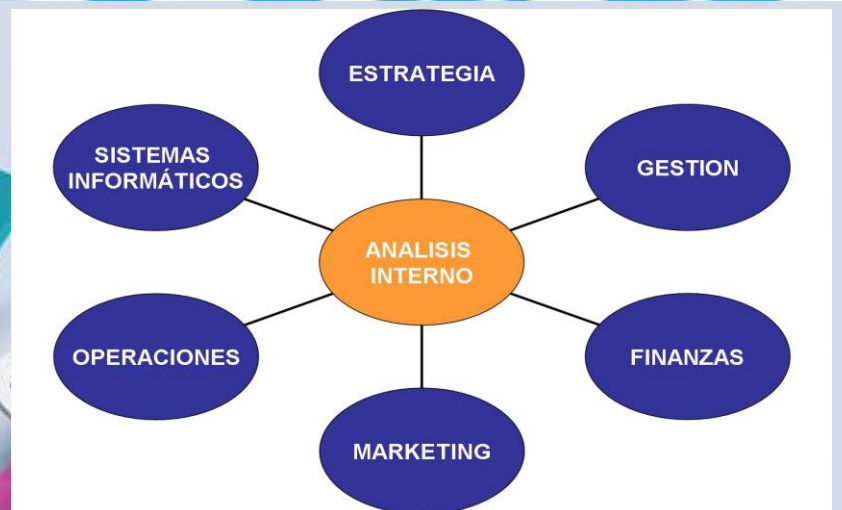 ESTRATEGIA
SISTEMAS
INFORMÁTICOS
GESTION
ANALISIS
INTERNO
OPERACIONES
FINANZAS
MARKETING